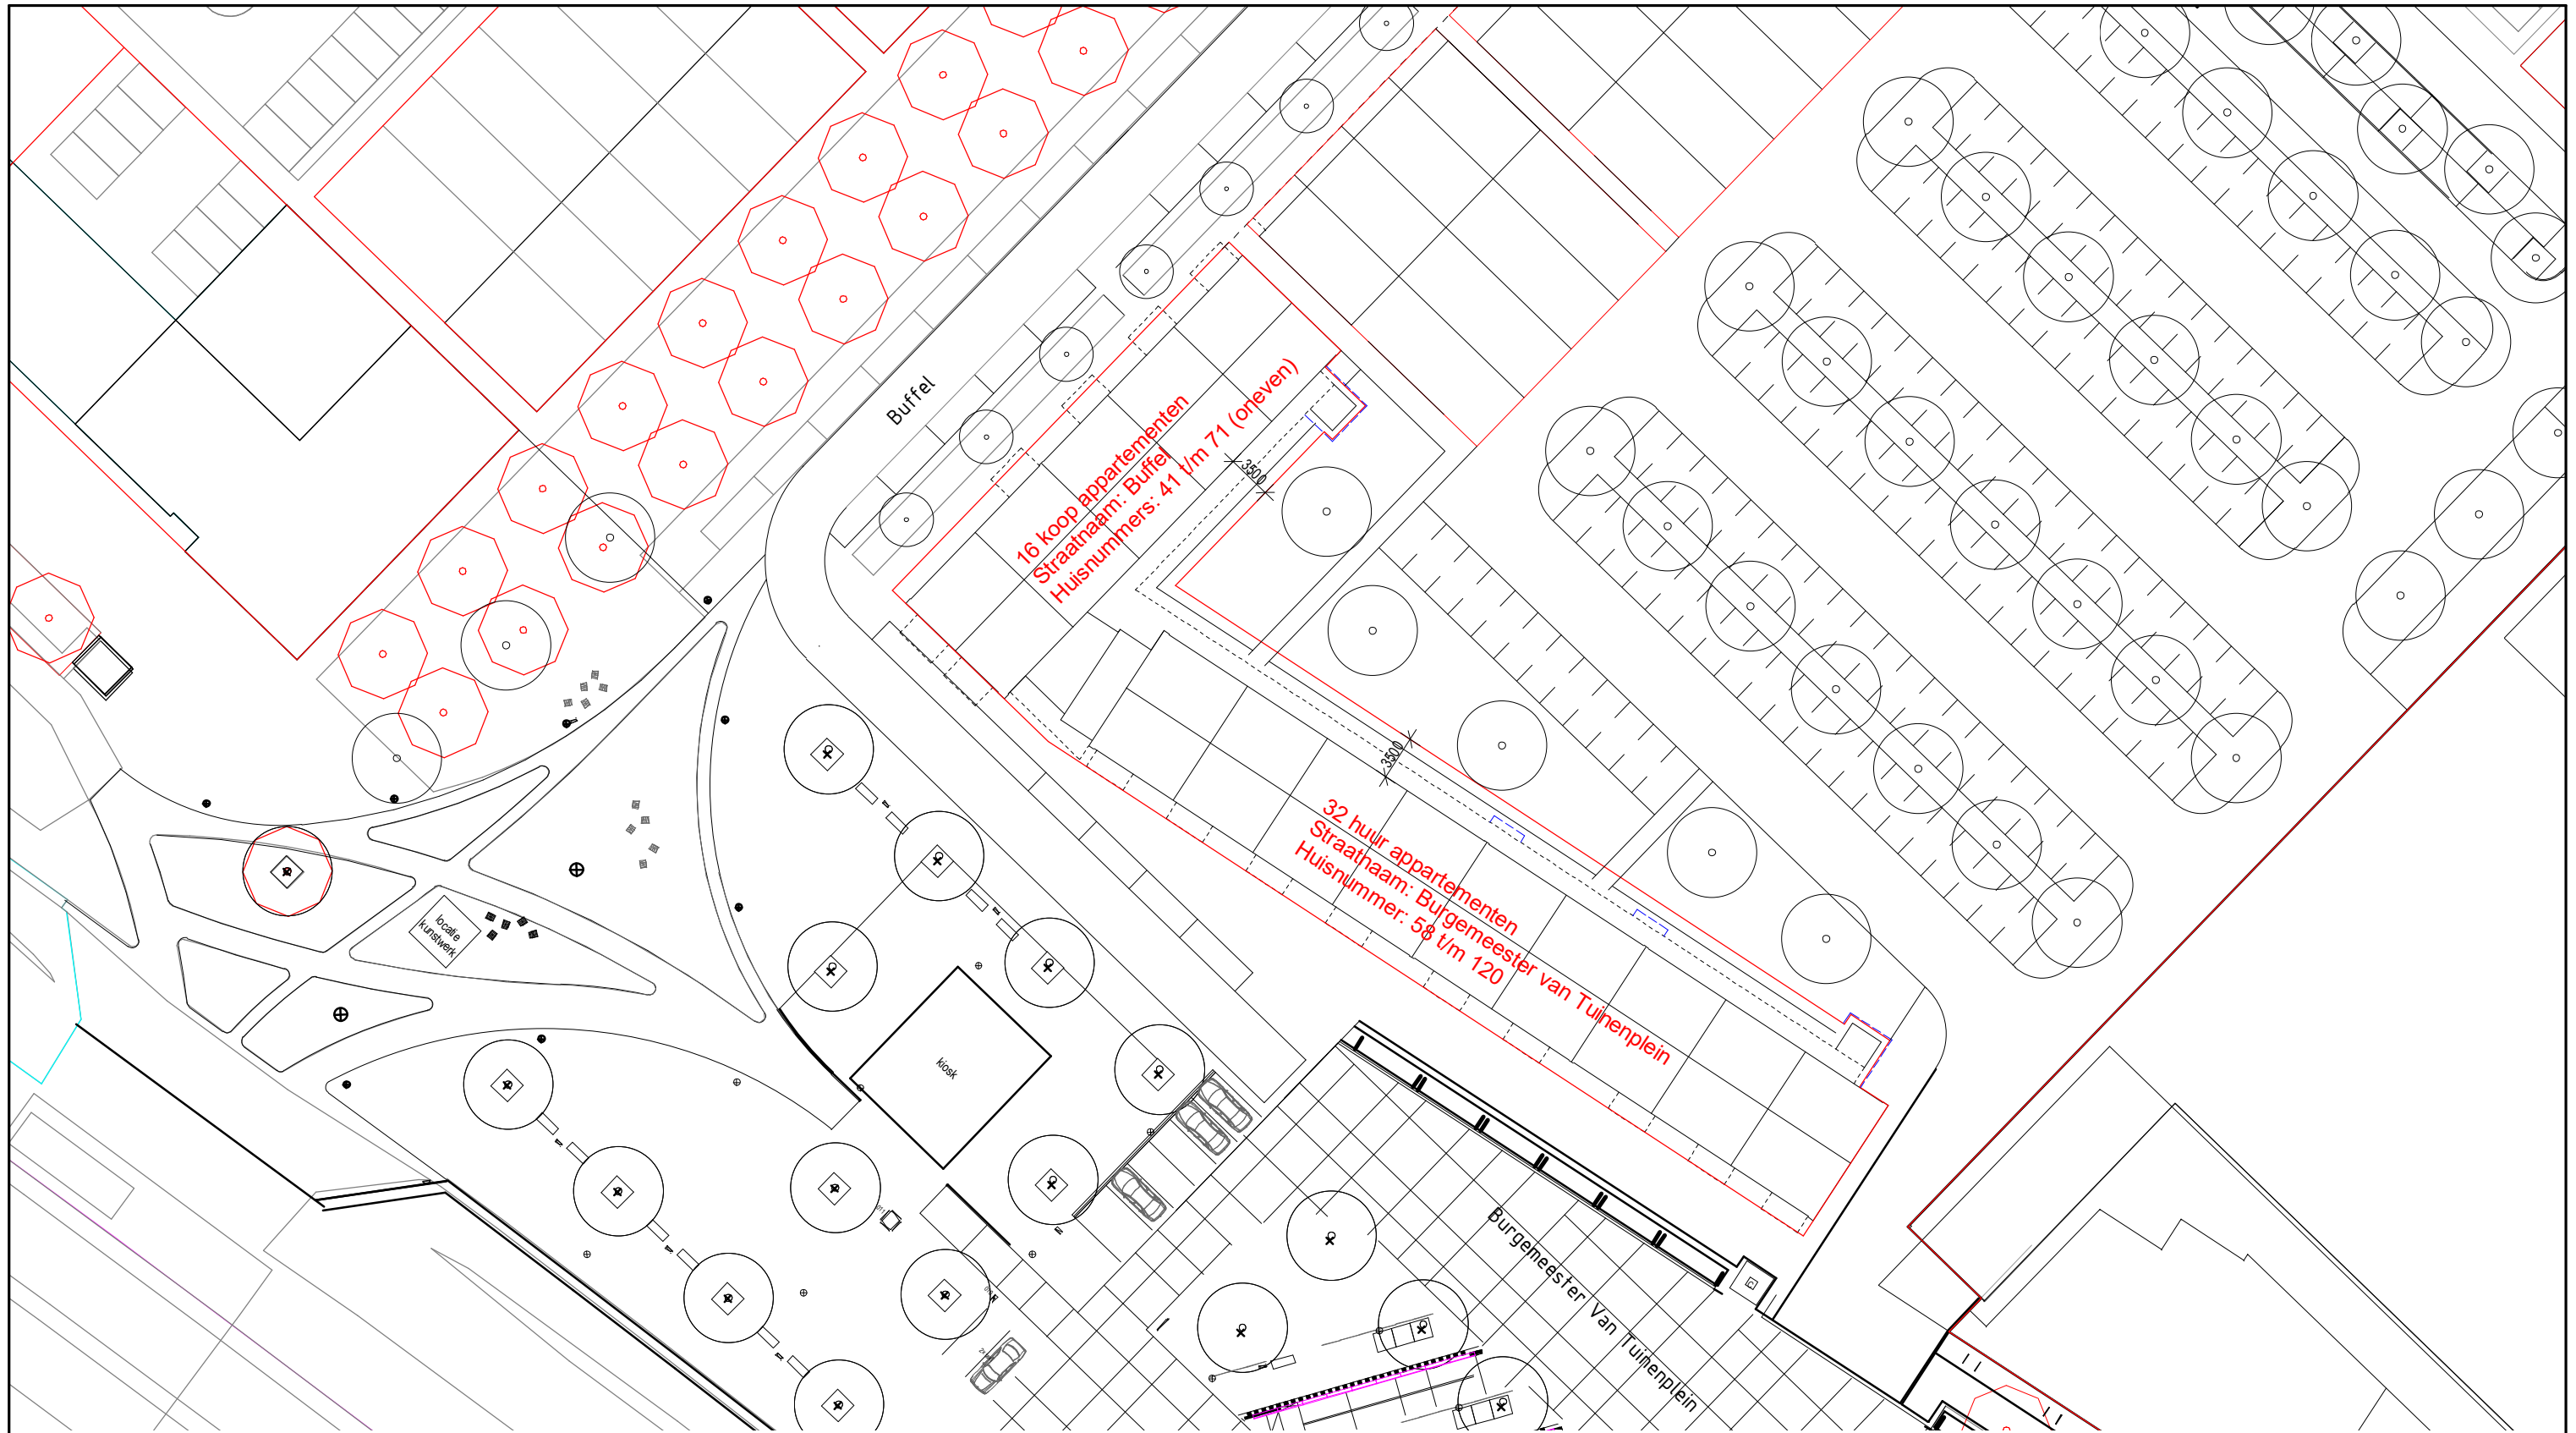 Buffel
16 koop appartementen
Straatnaam: Buffel
Huisnummers: 41 t/m 71 (oneven)
3500
3500
32 huur appartementen
Straatnaam: Burgemeester van Tuinenplein
Huisnummer: 58 t/m 120
locatie
kunstwerk
kiosk
Burgemeester Van Tuinenplein